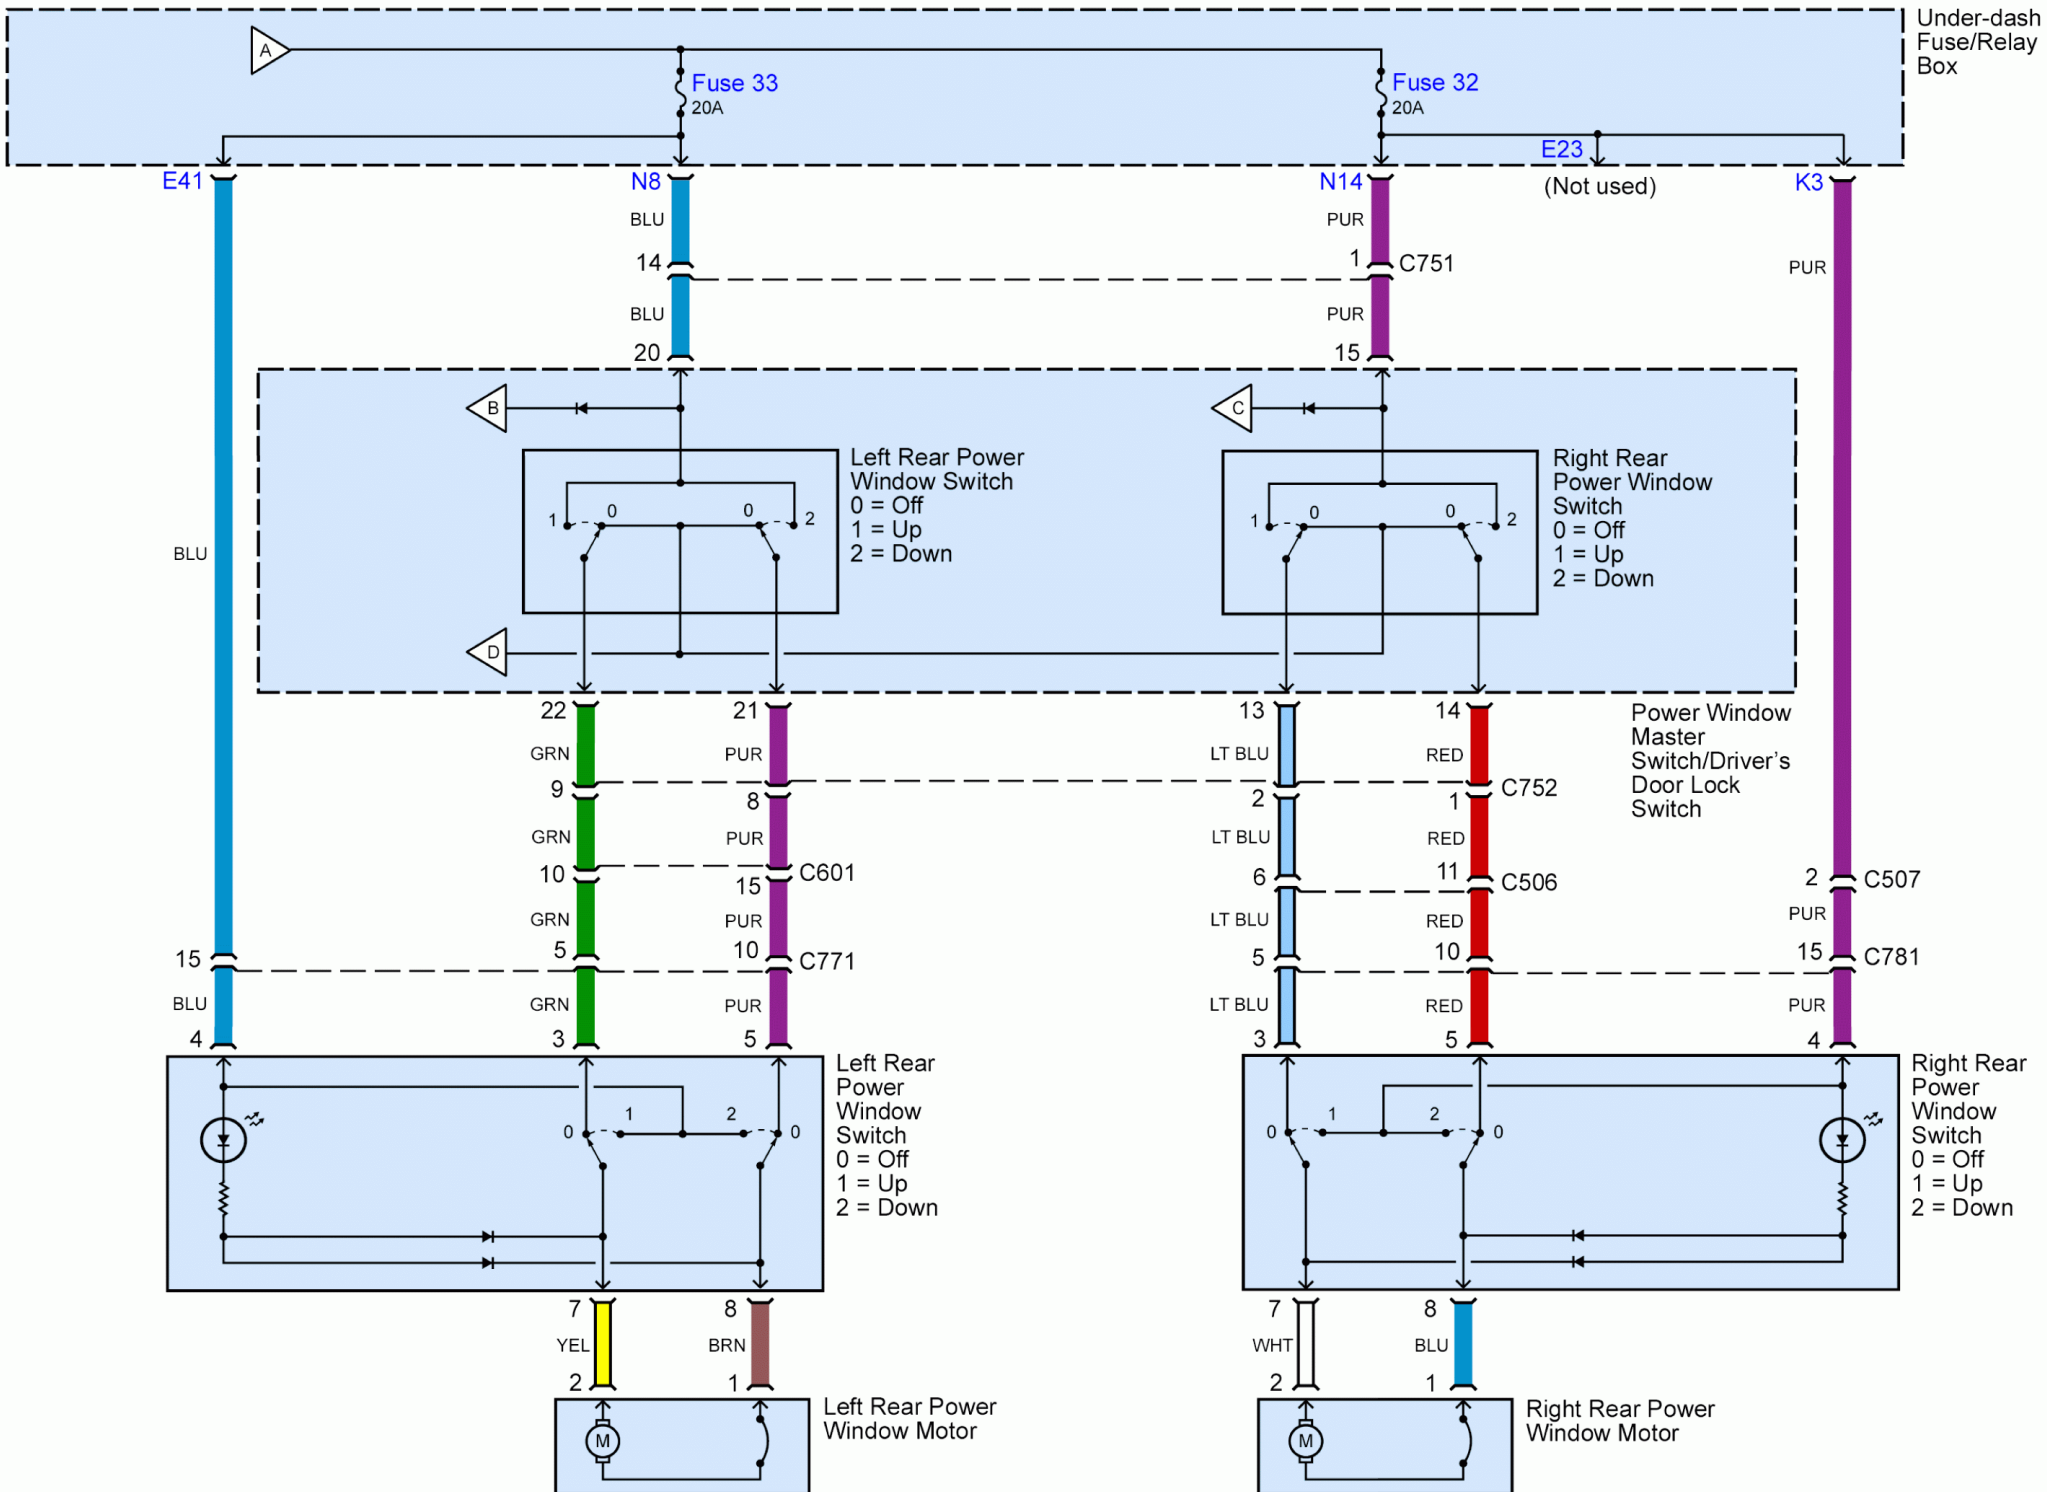 Under-dash
Fuse/Relay
Box
A
Fuse 33
20A
Fuse 32
20A
E23
E41
N8
N14
(Not used)
K3
BLU
PUR
14
1
C751
PUR
BLU
PUR
20
15
B
C
Left Rear Power
Window Switch
0 = Off
1 = Up
2 = Down
1
0
0
2
Right Rear
Power Window
Switch
0 = Off
1 = Up
2 = Down
1
0
0
2
BLU
D
22
21
13
14
Power Window
Master
Switch/Driver's
Door Lock
Switch
GRN
PUR
LT BLU
RED
9
8
2
1
C752
GRN
PUR
LT BLU
RED
10
15
C601
6
11
C506
2
C507
GRN
PUR
LT BLU
RED
PUR
15
5
10
C771
5
10
15
C781
BLU
GRN
PUR
LT BLU
RED
PUR
4
3
5
3
5
4
Left Rear
Power
Window
Switch
0 = Off
1 = Up
2 = Down
0
1
2
0
Right Rear
Power
Window
Switch
0 = Off
1 = Up
2 = Down
0
1
2
0
7
8
7
8
YEL
BRN
WHT
BLU
2
1
2
1
Left Rear Power
Window Motor
M
Right Rear Power
Window Motor
M